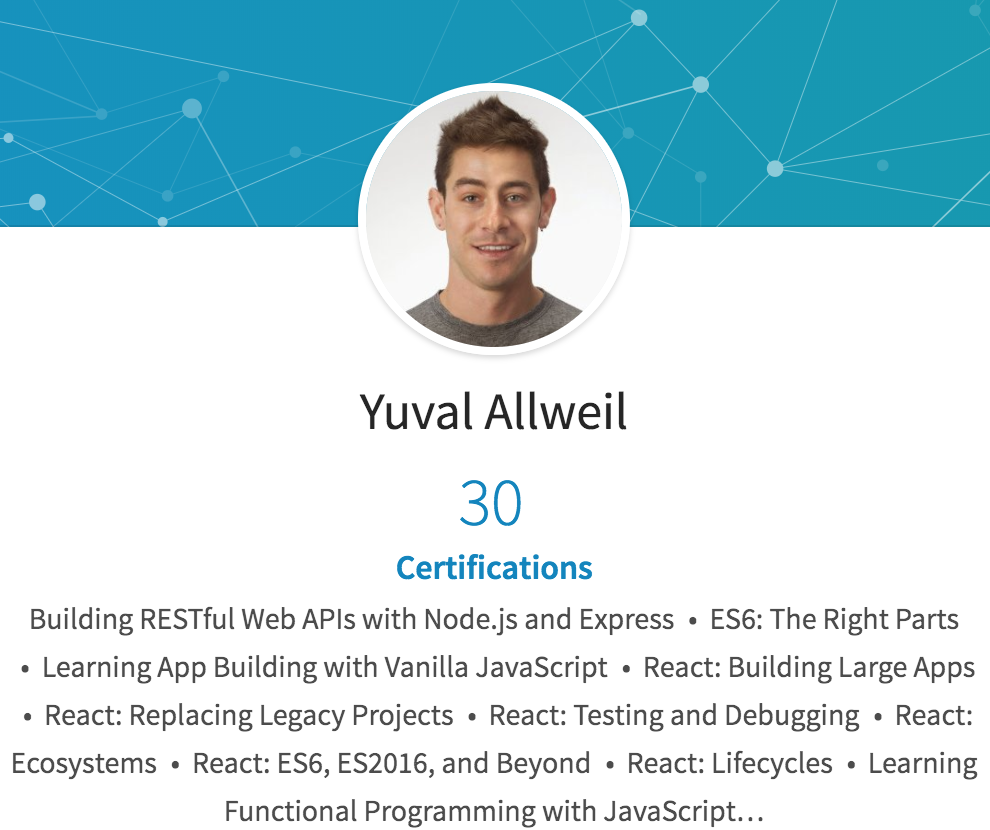 Yuval Allweil
30
Certifications
Building RESTful Web APIs with Node.js and Express • ES6: The Right Parts
• Learning App Building with Vanilla JavaScript • React: Building Large Apps
• React: Replacing Legacy Projects • React: Testing and Debugging • React:
Ecosystems • React: ES6, ES2016, and Beyond • React: Lifecycles • Learning
Functional Programming with JavaScript…